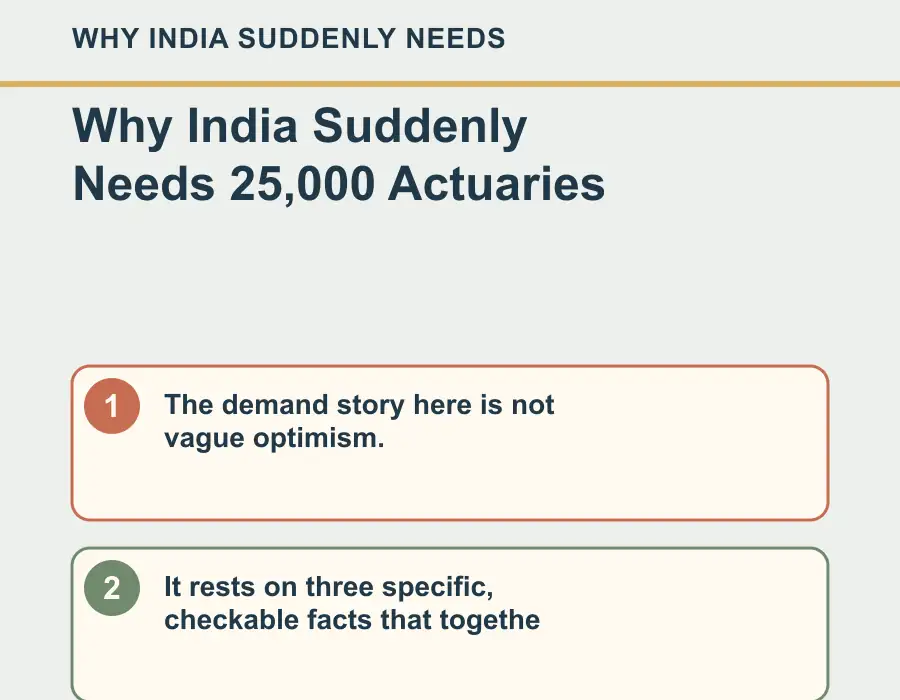 WHY INDIA SUDDENLY NEEDS
Why India Suddenly
Needs 25,000 Actuaries
1
The demand story here is not
vague optimism.
2
It rests on three specific,
checkable facts that togethe